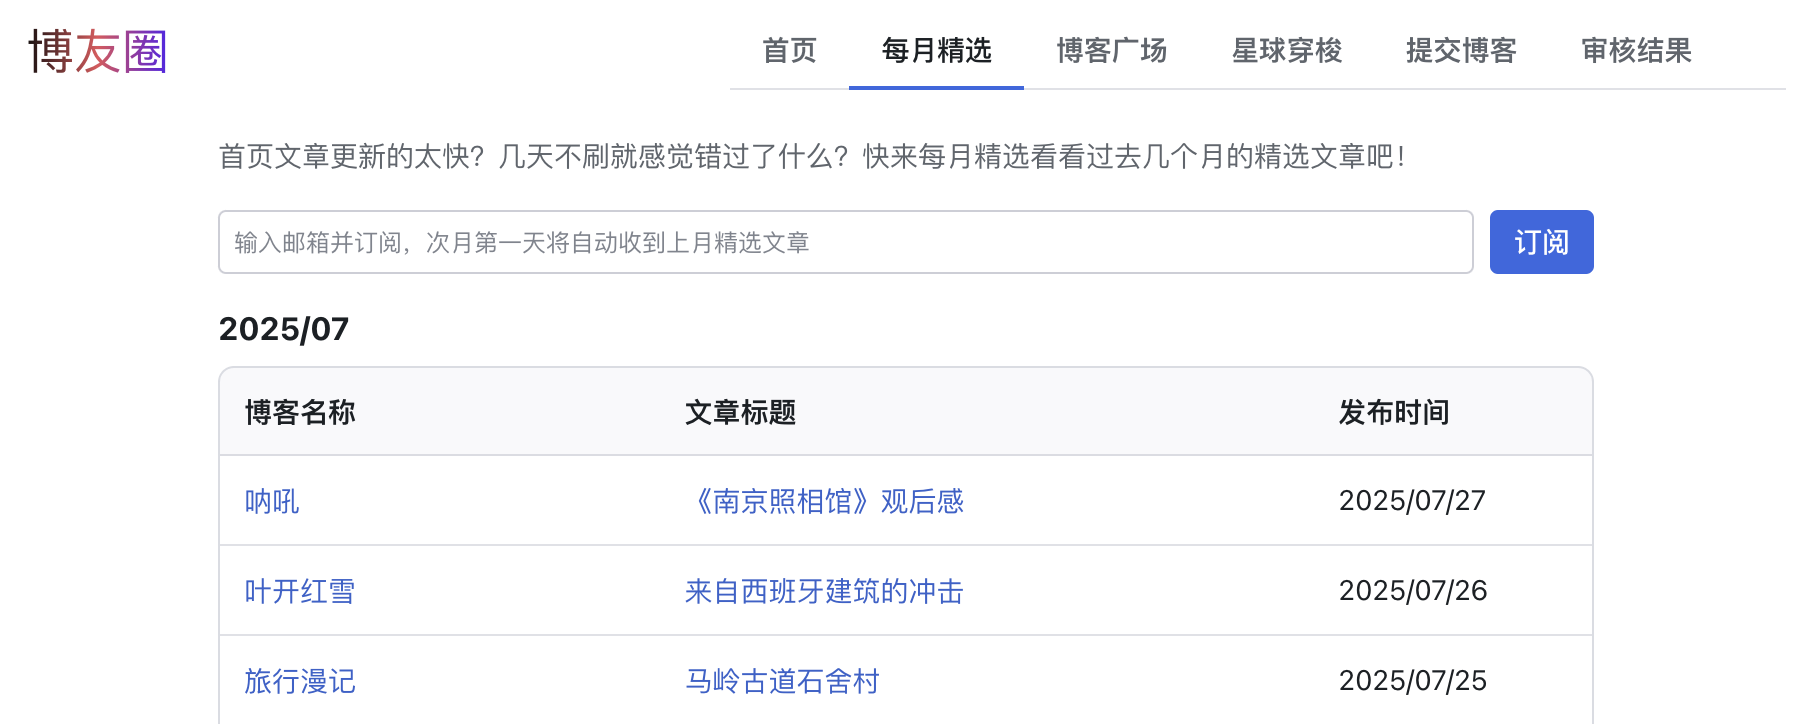 博友圈
首页 每月精选 博客广场 星球穿梭 提交博客 审核结果
首页文章更新的太快？几天不刷就感觉错过了什么？快来每月精选看看过去几个月的精选文章吧！
输入邮箱并订阅，次月第一天将自动收到上月精选文章 订阅
2025/07
博客名称 文章标题 发布时间
呐吼 《南京照相馆》观后感 2025/07/27
叶开红雪 来自西班牙建筑的冲击 2025/07/26
旅行漫记 马岭古道石舍村 2025/07/25